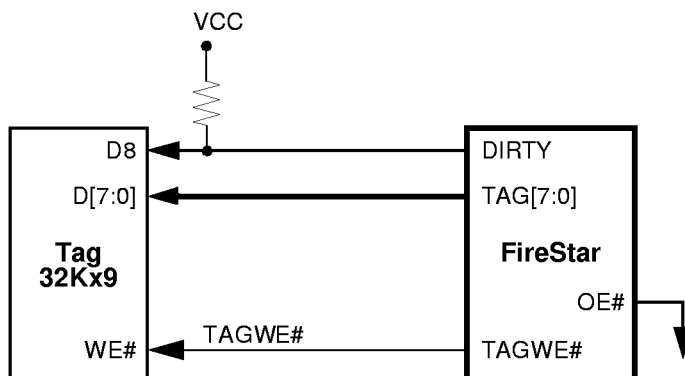 VCC
D8
DIRTY
D[7:0]
TAG[7:0]
Tag
32Kx9
FireStar
OE#
WE#
TAGWE#
TAGWE#